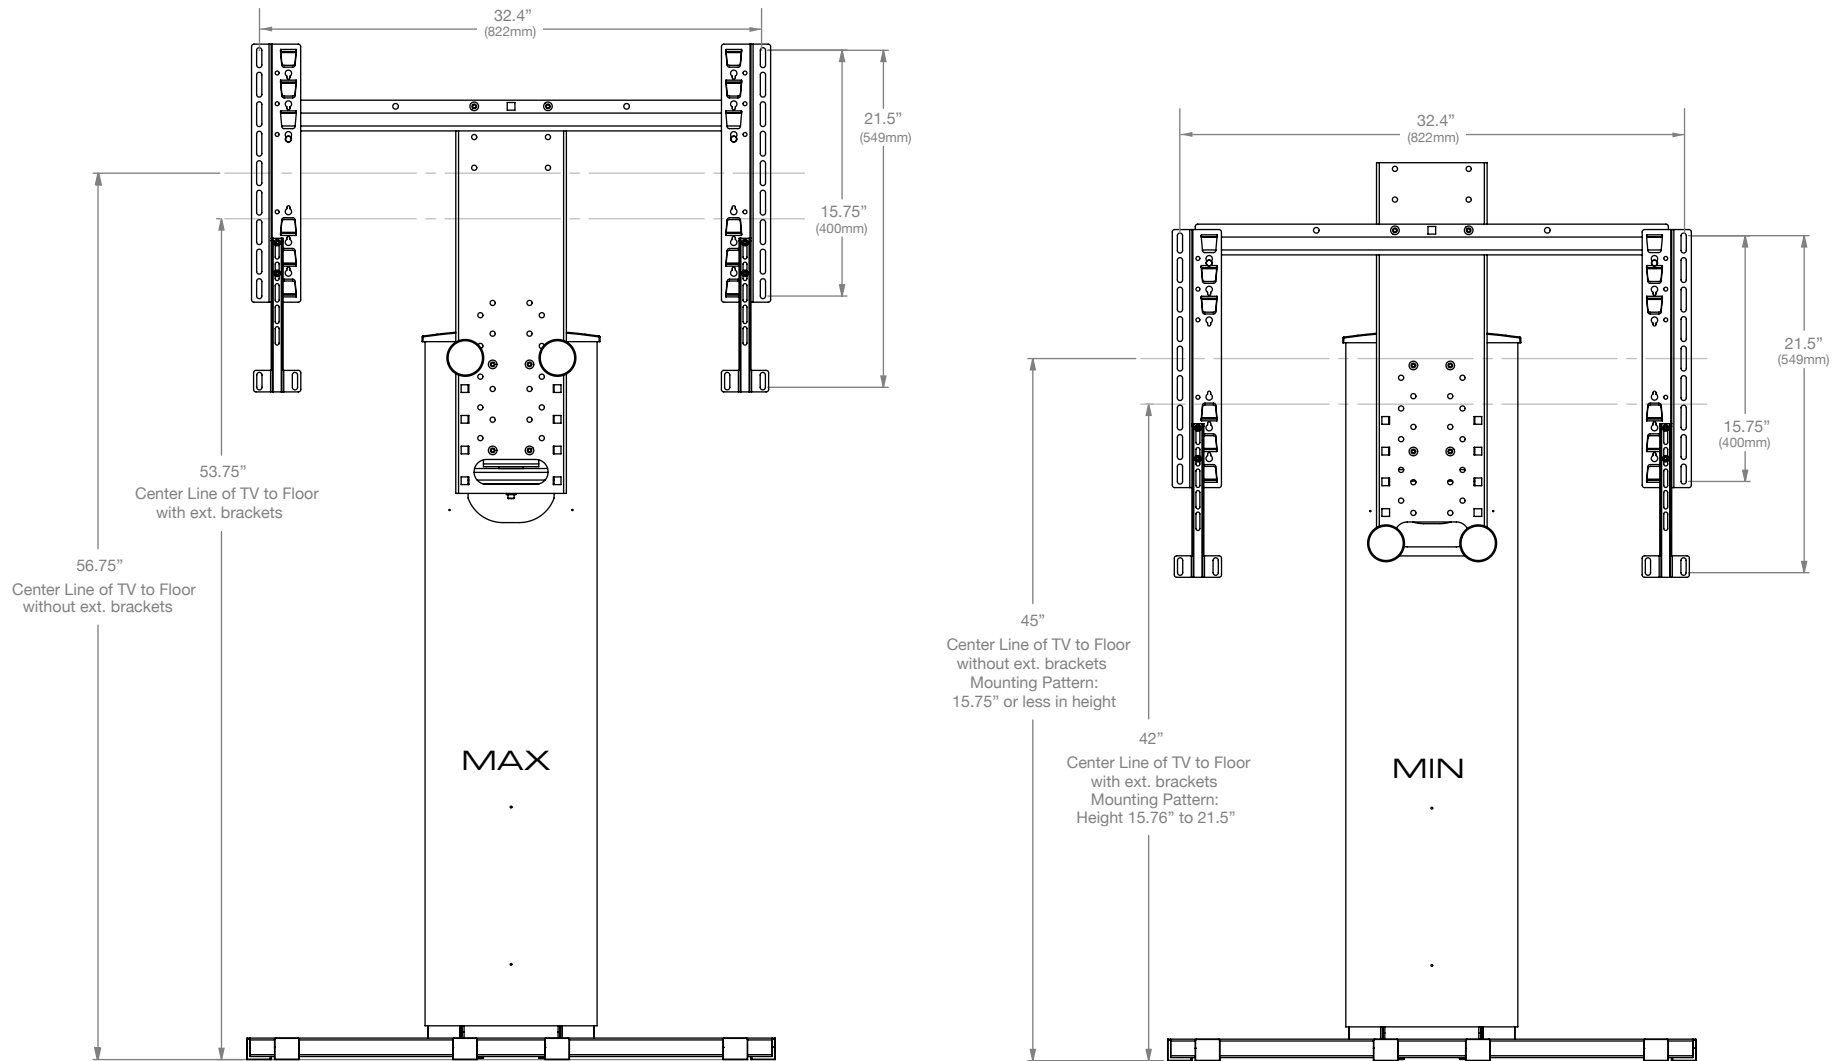 32.4”
(822mm)
21.5”
(549mm)
15.75”
(400mm)
53.75”
Center Line of TV to Floor
with ext. brackets
56.75”
Center Line of TV to Floor
without ext. brackets
MAX
32.4”
(822mm)
21.5”
(549mm)
15.75”
(400mm)
45”
Center Line of TV to Floor
without ext. brackets
Mounting Pattern:
15.75” or less in height
42”
Center Line of TV to Floor
with ext. brackets
Mounting Pattern:
Height 15.76” to 21.5”
MIN